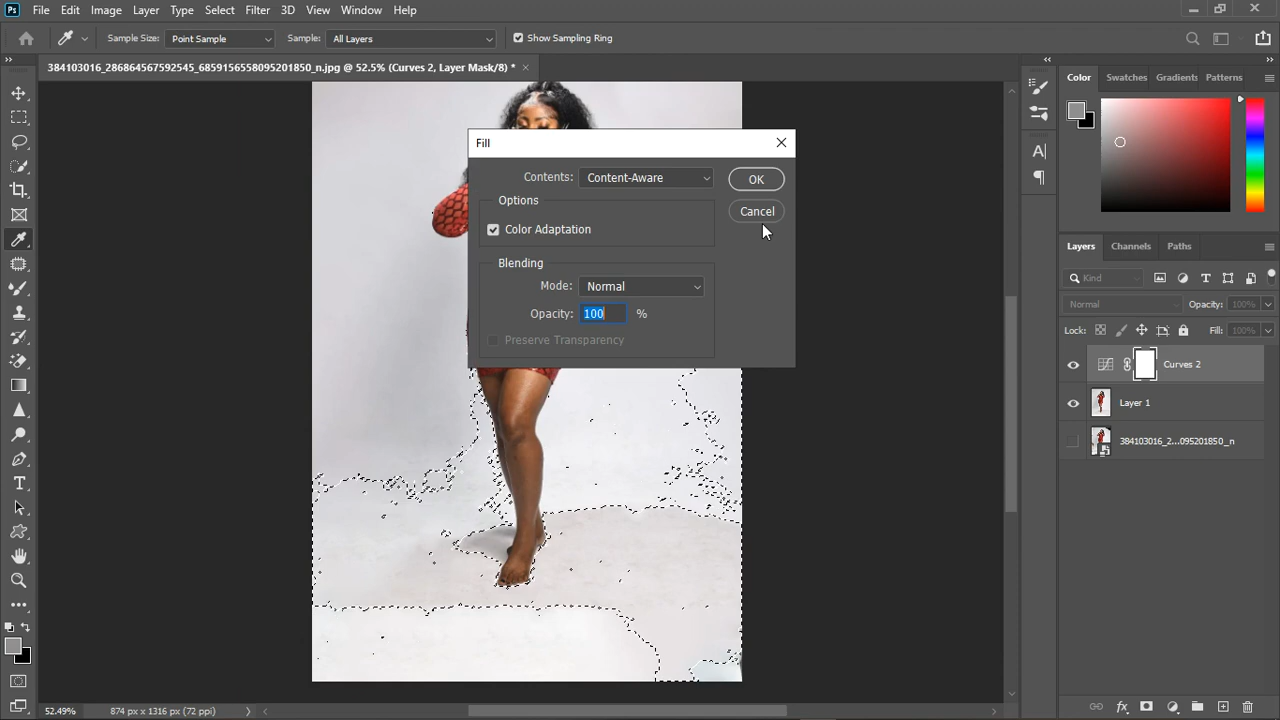 Ps File Edit Image Layer Type Select Filter 3D View Window Help
Sample Size: Point Sample Sample: All Layers Show Sampling Ring
384103016_286864567592545_6859156558095201850_n.jpg @ 52.5% (Curves 2, Layer Mask/8) *
Color Swatches Gradients Patterns
Fill
Contents: Content-Aware OK
Options
Cancel
Color Adaptation
Blending
Mode: Normal
Opacity: 100 %
Preserve Transparency
Layers Channels Paths
Kind
Normal Opacity: 100%
Lock: Fill: 100%
Curves 2
Layer 1
384103016_2...095201850_n
52.49% 874 px x 1316 px (72 ppi)